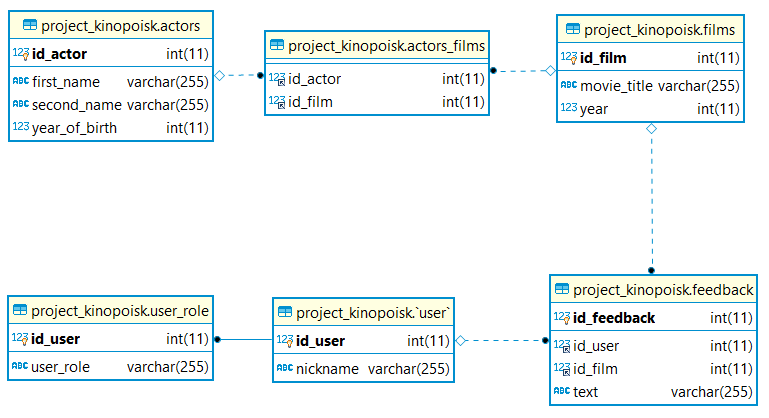 project_kinopoisk.actors
123 id_actor int(11)
ABC first_name varchar(255)
ABC second_name varchar(255)
123 year_of_birth int(11)
project_kinopoisk.actors_films
123 id_actor int(11)
123 id_film int(11)
project_kinopoisk.films
123 id_film int(11)
ABC movie_title varchar(255)
123 year int(11)
project_kinopoisk.user_role
123 id_user int(11)
ABC user_role varchar(255)
project_kinopoisk.`user`
123 id_user int(11)
ABC nickname varchar(255)
project_kinopoisk.feedback
123 id_feedback int(11)
123 id_user int(11)
123 id_film int(11)
ABC text varchar(255)